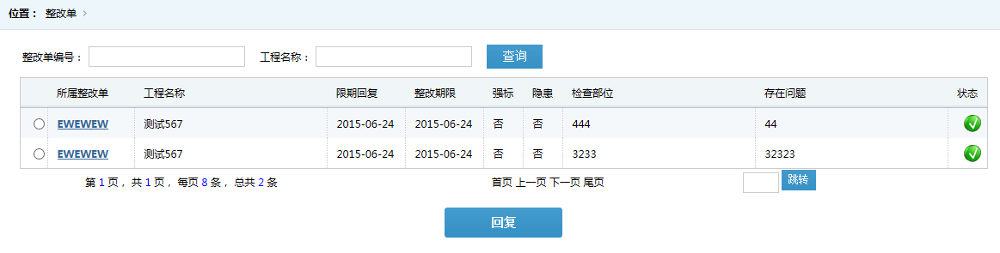 位置： 整改单 >
整改单编号： 工程名称： 查询
所属整改单 工程名称 限期回复 整改期限 强标 隐患 检查部位 存在问题 状态
EWEWEW 测试567 2015-06-24 2015-06-24 否 否 444 44
EWEWEW 测试567 2015-06-24 2015-06-24 否 否 3233 32323
第 1 页， 共 1 页， 每页 8 条， 总共 2 条 首页 上一页 下一页 尾页 跳转
回复